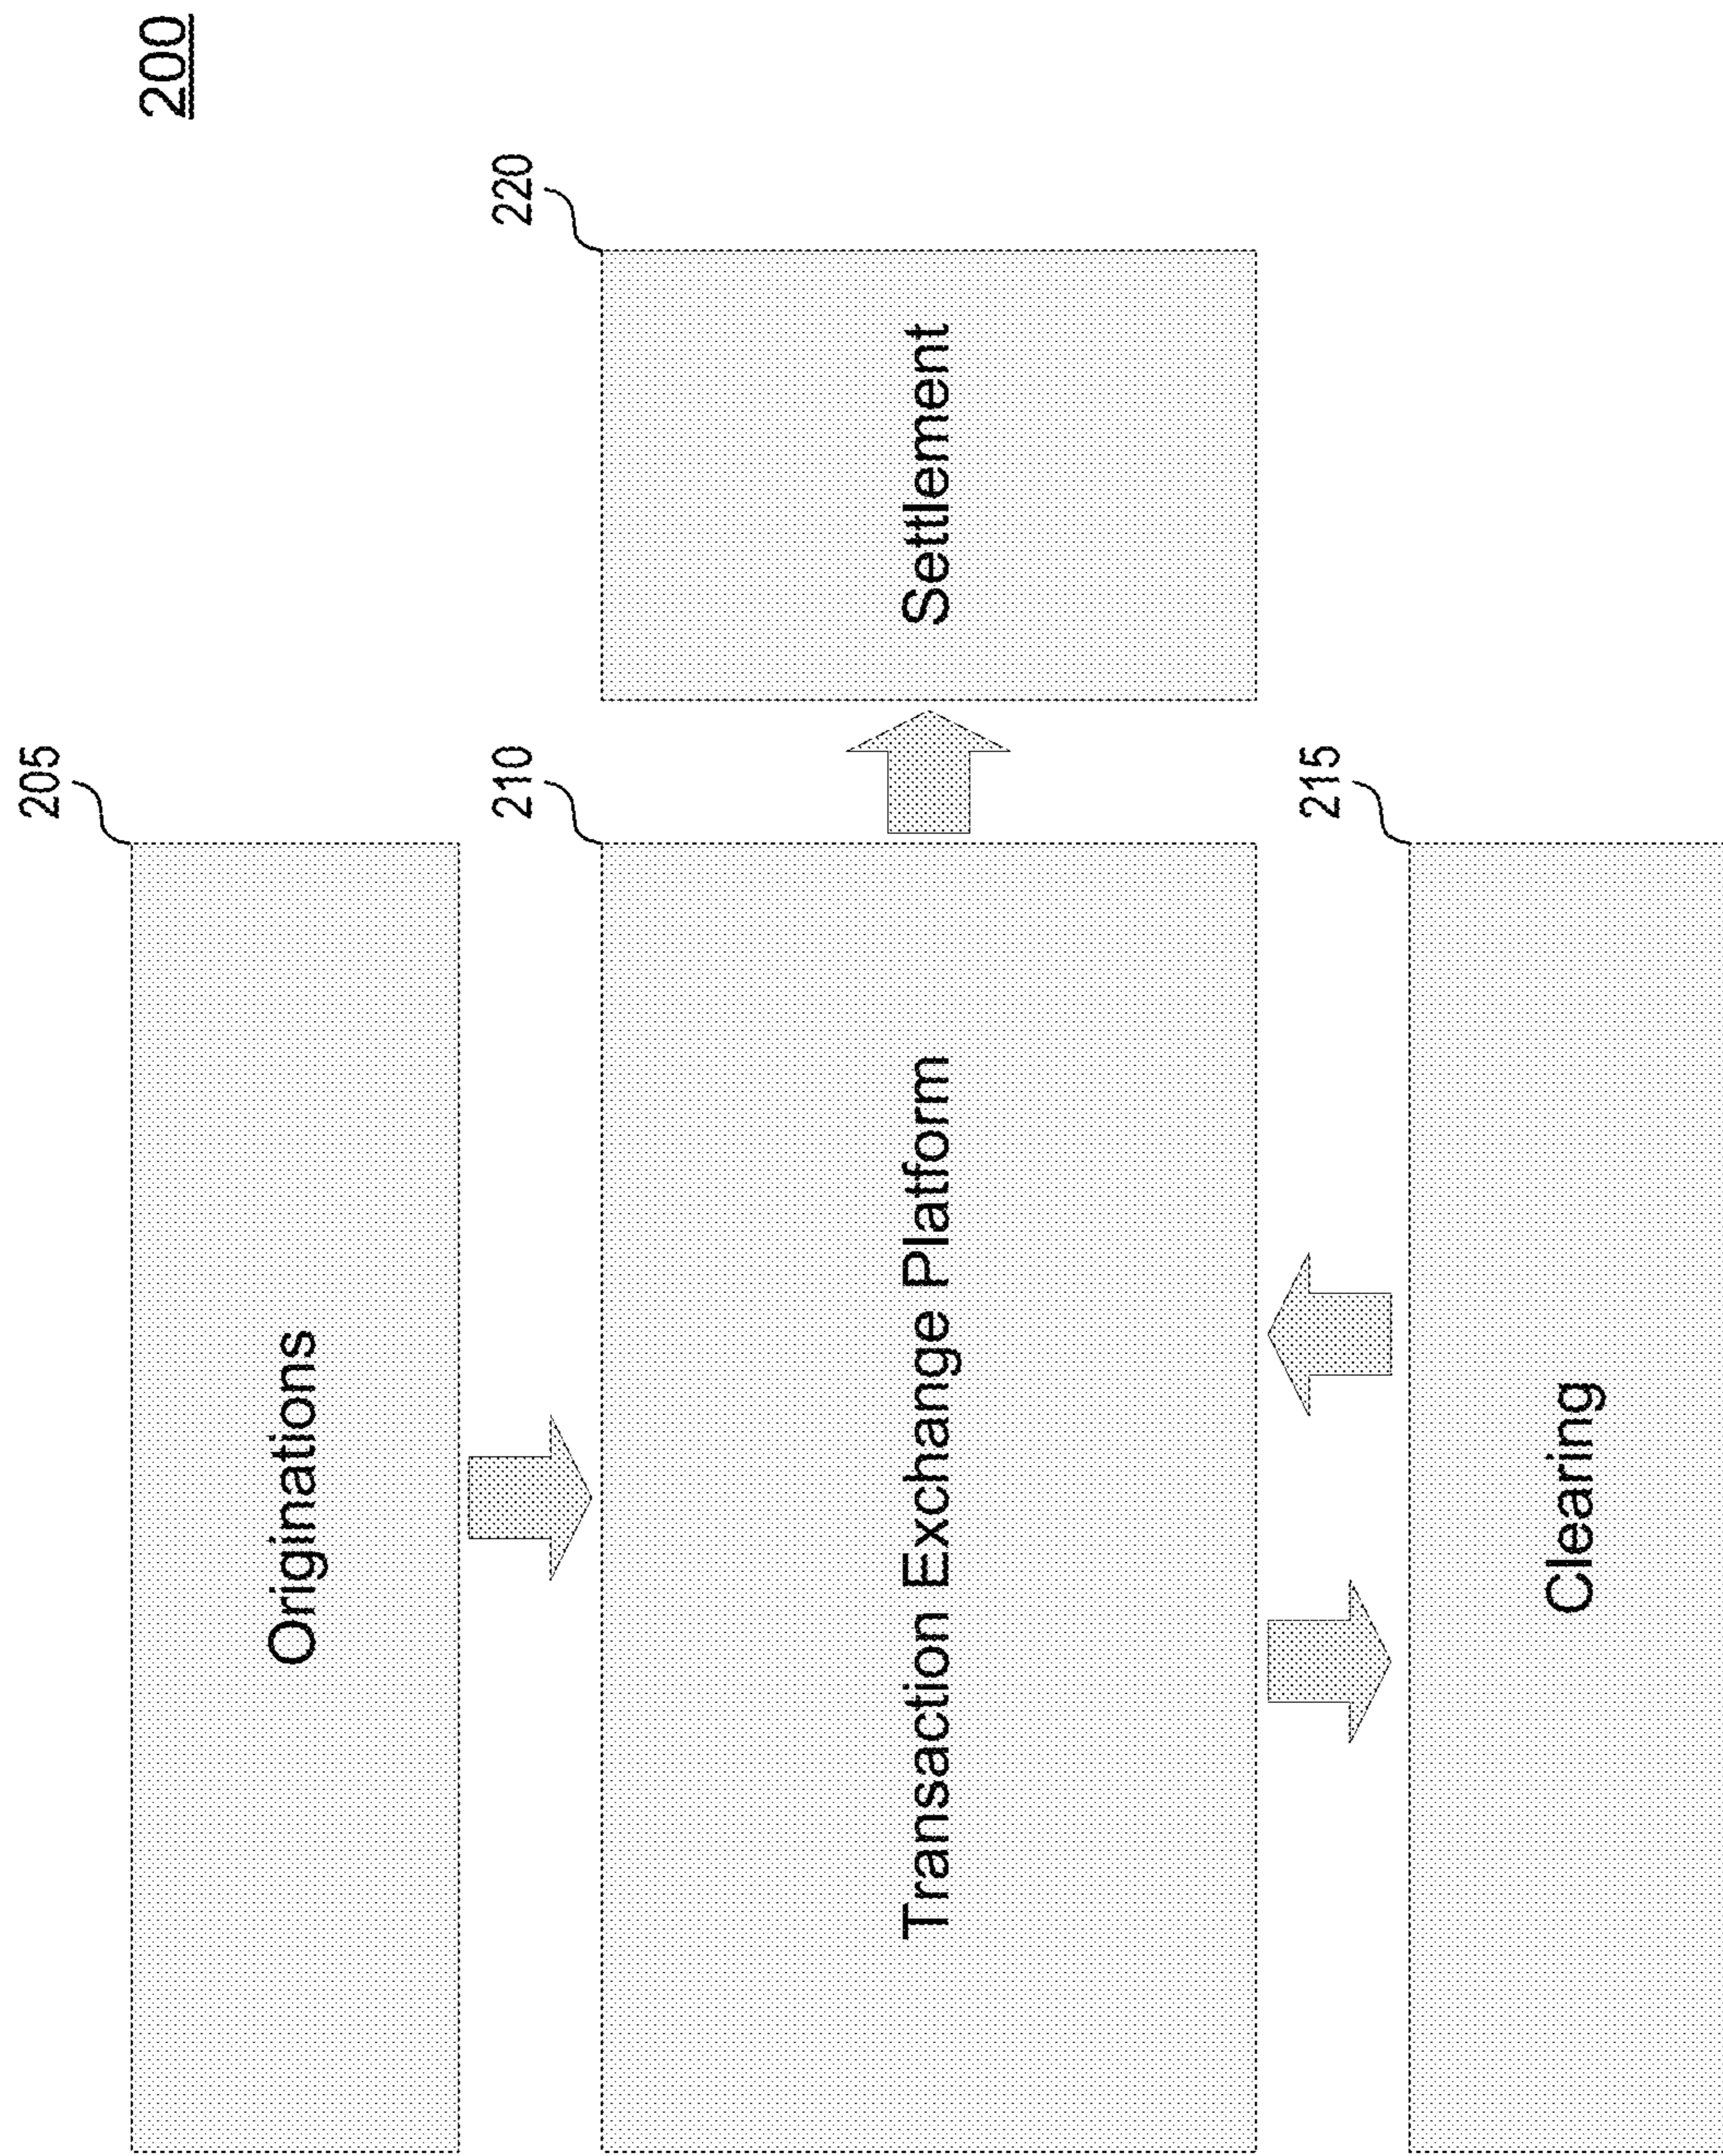 200
205
Originations
210
Transaction Exchange Platform
220
Settlement
215
Clearing